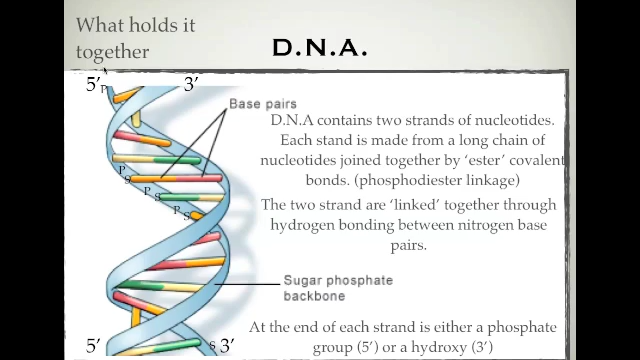 What holds it
together
D.N.A.
5’
P
3’
Base pairs
D.N.A contains two strands of nucleotides.
Each stand is made from a long chain of
nucleotides joined together by ‘ester’ covalent
bonds. (phosphodiester linkage)
P
S
P
S
P
S
The two strand are ‘linked’ together through
hydrogen bonding between nitrogen base
pairs.
Sugar phosphate
backbone
At the end of each strand is either a phosphate
group (5’) or a hydroxy (3’)
5’
S
3’